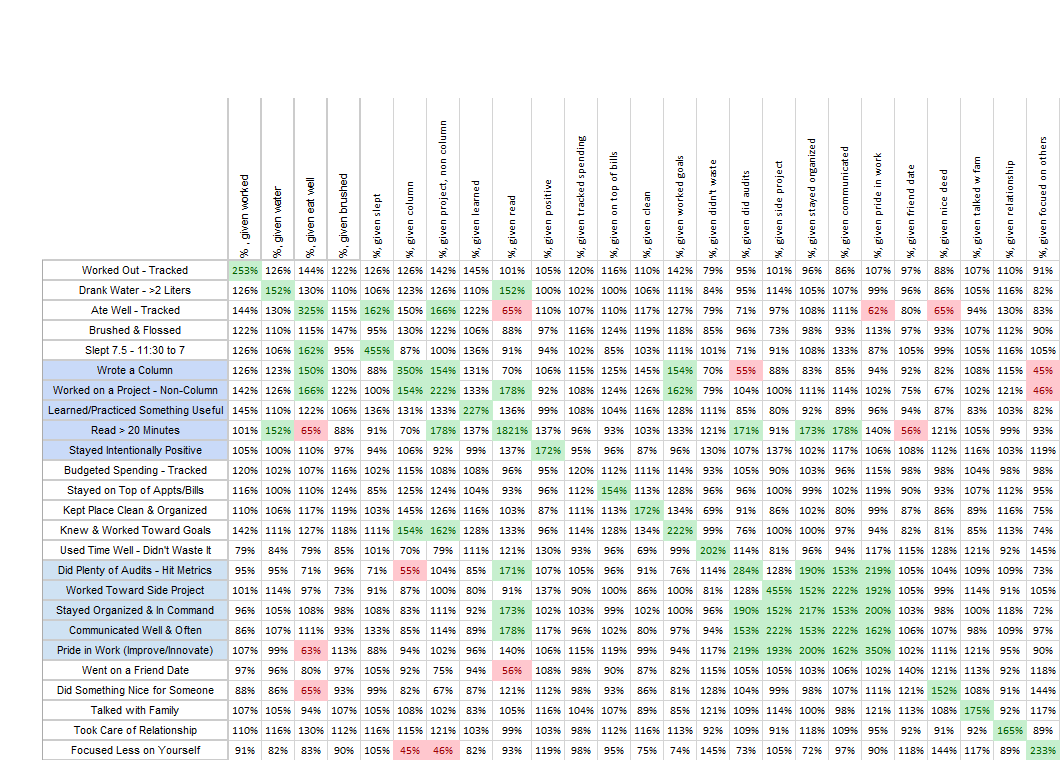 %, given worked
%, given water
%, given eat well
%, given brushed
%, given slept
%, given column
%, given project, non column
%, given learned
%, given read
%, given positive
%, given tracked spending
%, given on top of bills
%, given clean
%, given worked goals
%, given didn't waste
%, given did audits
%, given side project
%, given stayed organized
%, given communicated
%, given pride in work
%, given friend date
%, given nice deed
%, given talked w fam
%, given relationship
%, given focused on others
Worked Out - Tracked 253% 126% 144% 122% 126% 126% 142% 145% 101% 105% 120% 116% 110% 142% 79% 95% 101% 96% 86% 107% 97% 88% 107% 110% 91%
Drank Water - >2 Liters 126% 152% 130% 110% 106% 123% 126% 110% 152% 100% 102% 100% 106% 111% 84% 95% 114% 105% 107% 99% 96% 86% 105% 116% 82%
Ate Well - Tracked 144% 130% 325% 115% 162% 150% 166% 122% 65% 110% 107% 110% 117% 127% 79% 71% 97% 108% 111% 62% 80% 65% 94% 130% 83%
Brushed & Flossed 122% 110% 115% 147% 95% 130% 122% 106% 88% 97% 116% 124% 119% 118% 85% 96% 73% 98% 93% 113% 97% 93% 107% 112% 90%
Slept 7.5 - 11:30 to 7 126% 106% 162% 95% 455% 87% 100% 136% 91% 94% 102% 85% 103% 111% 101% 71% 91% 108% 133% 87% 105% 99% 105% 116% 105%
Wrote a Column 126% 123% 150% 130% 88% 350% 154% 131% 70% 106% 115% 125% 145% 154% 70% 55% 88% 83% 85% 94% 92% 82% 108% 115% 45%
Worked on a Project - Non-Column 142% 126% 166% 122% 100% 154% 222% 133% 178% 92% 108% 124% 126% 162% 79% 104% 100% 111% 114% 102% 75% 67% 102% 121% 46%
Learned/Practiced Something Useful 145% 110% 122% 106% 136% 131% 133% 227% 136% 99% 108% 104% 116% 128% 111% 85% 80% 92% 89% 96% 94% 87% 83% 103% 82%
Read > 20 Minutes 101% 152% 65% 88% 91% 70% 178% 137% 1821% 137% 96% 93% 103% 133% 121% 171% 91% 173% 178% 140% 56% 121% 105% 99% 93%
Stayed Intentionally Positive 105% 100% 110% 97% 94% 106% 92% 99% 137% 172% 95% 96% 87% 96% 130% 107% 137% 102% 117% 106% 108% 112% 116% 103% 119%
Budgeted Spending - Tracked 120% 102% 107% 116% 102% 115% 108% 108% 96% 95% 120% 112% 111% 114% 93% 105% 90% 103% 96% 115% 98% 98% 104% 98% 98%
Stayed on Top of Appts/Bills 116% 100% 110% 124% 85% 125% 124% 104% 93% 96% 112% 154% 113% 128% 96% 96% 100% 99% 102% 119% 90% 93% 107% 112% 95%
Kept Place Clean & Organized 110% 106% 117% 119% 103% 145% 126% 116% 103% 87% 111% 113% 172% 134% 69% 91% 86% 102% 80% 99% 87% 86% 89% 116% 75%
Knew & Worked Toward Goals 142% 111% 127% 118% 111% 154% 162% 128% 133% 96% 114% 128% 134% 222% 99% 76% 100% 100% 97% 94% 82% 81% 85% 113% 74%
Used Time Well - Didn't Waste It 79% 84% 79% 85% 101% 70% 79% 111% 121% 130% 93% 96% 69% 99% 202% 114% 81% 96% 94% 117% 115% 128% 121% 92% 145%
Did Plenty of Audits - Hit Metrics 95% 95% 71% 96% 71% 55% 104% 85% 171% 107% 105% 96% 91% 76% 114% 284% 128% 190% 153% 219% 105% 104% 109% 109% 73%
Worked Toward Side Project 101% 114% 97% 73% 91% 87% 100% 80% 91% 137% 90% 100% 86% 100% 81% 128% 455% 152% 222% 192% 105% 99% 114% 91% 105%
Stayed Organized & In Command 96% 105% 108% 98% 108% 83% 111% 92% 173% 102% 103% 99% 102% 100% 96% 190% 152% 217% 153% 200% 103% 98% 100% 118% 72%
Communicated Well & Often 86% 107% 111% 93% 133% 85% 114% 89% 178% 117% 96% 102% 80% 97% 94% 153% 222% 153% 222% 162% 106% 107% 98% 109% 97%
Pride in Work (Improve/Innovate) 107% 99% 63% 113% 88% 94% 102% 96% 140% 106% 115% 119% 99% 94% 117% 219% 193% 200% 162% 350% 102% 111% 121% 95% 90%
Went on a Friend Date 97% 96% 80% 97% 105% 92% 75% 94% 56% 108% 98% 90% 87% 82% 115% 105% 105% 103% 106% 102% 140% 121% 113% 92% 118%
Did Something Nice for Someone 88% 86% 65% 93% 99% 82% 67% 87% 121% 112% 98% 93% 86% 81% 128% 104% 99% 98% 107% 111% 121% 152% 108% 91% 144%
Talked with Family 107% 105% 94% 107% 105% 108% 102% 83% 105% 116% 104% 107% 89% 85% 121% 109% 114% 100% 98% 121% 113% 108% 175% 92% 117%
Took Care of Relationship 110% 116% 130% 112% 116% 115% 121% 103% 99% 103% 98% 112% 116% 113% 92% 109% 91% 118% 109% 95% 92% 91% 92% 165% 89%
Focused Less on Yourself 91% 82% 83% 90% 105% 45% 46% 82% 93% 119% 98% 95% 75% 74% 145% 73% 105% 72% 97% 90% 118% 144% 117% 89% 233%